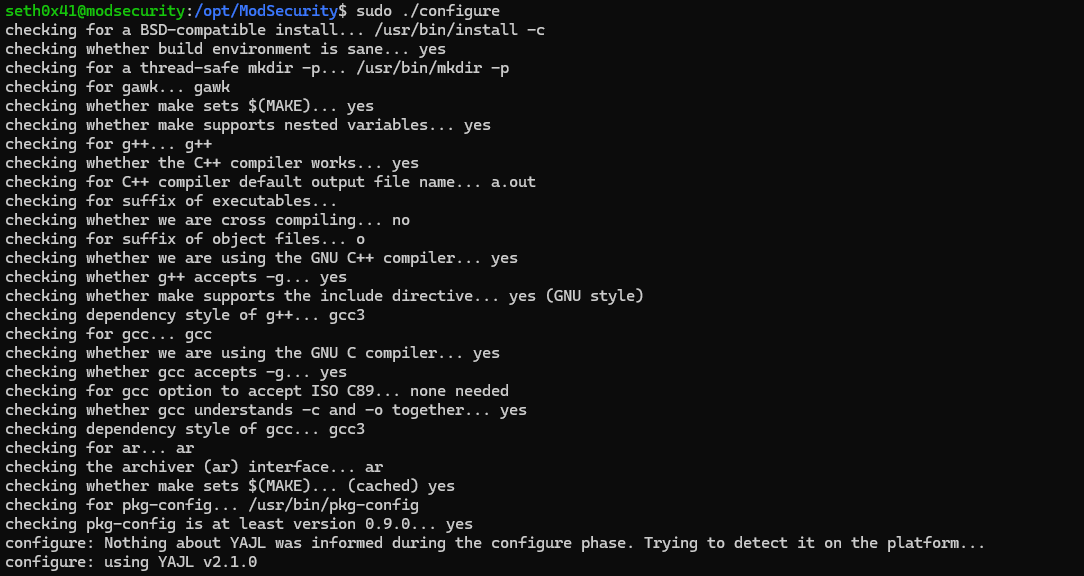 seth0x41@modsecurity:/opt/ModSecurity$ sudo ./configure
checking for a BSD-compatible install... /usr/bin/install -c
checking whether build environment is sane... yes
checking for a thread-safe mkdir -p... /usr/bin/mkdir -p
checking for gawk... gawk
checking whether make sets $(MAKE)... yes
checking whether make supports nested variables... yes
checking for g++... g++
checking whether the C++ compiler works... yes
checking for C++ compiler default output file name... a.out
checking for suffix of executables...
checking whether we are cross compiling... no
checking for suffix of object files... o
checking whether we are using the GNU C++ compiler... yes
checking whether g++ accepts -g... yes
checking whether make supports the include directive... yes (GNU style)
checking dependency style of g++... gcc3
checking for gcc... gcc
checking whether we are using the GNU C compiler... yes
checking whether gcc accepts -g... yes
checking for gcc option to accept ISO C89... none needed
checking whether gcc understands -c and -o together... yes
checking dependency style of gcc... gcc3
checking for ar... ar
checking the archiver (ar) interface... ar
checking whether make sets $(MAKE)... (cached) yes
checking for pkg-config... /usr/bin/pkg-config
checking pkg-config is at least version 0.9.0... yes
configure: Nothing about YAJL was informed during the configure phase. Trying to detect it on the platform...
configure: using YAJL v2.1.0